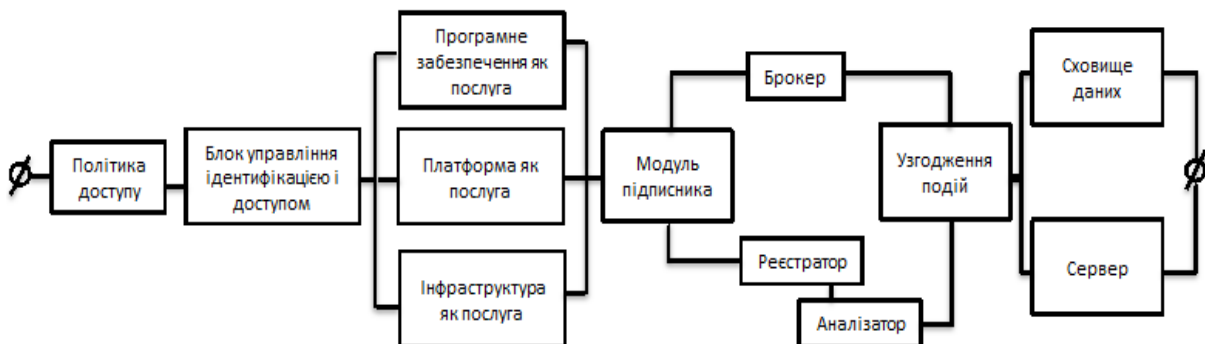 Політика
доступу
Блок управління
ідентифікацією і
доступом
Програмне
забезпечення як
послуга
Платформа як
послуга
Інфраструктура
як послуга
Модуль
підписника
Брокер
Реєстратор
Аналізатор
Узгодження
подій
Сховище
даних
Сервер